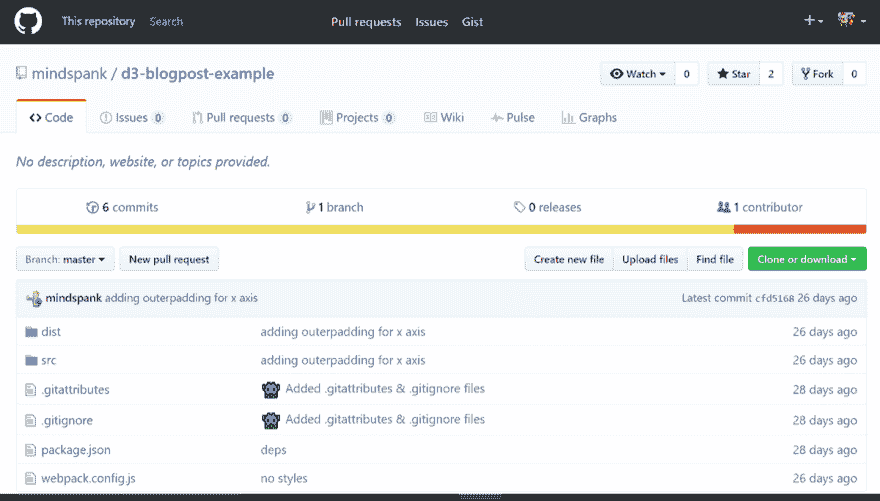 This repository Search Pull requests Issues Gist
mindspank / d3-blogpost-example Watch 0 Star 2 Fork 0
Code Issues 0 Pull requests 0 Projects 0 Wiki Pulse Graphs
No description, website, or topics provided.
6 commits 1 branch 0 releases 1 contributor
Branch: master New pull request Create new file Upload files Find file Clone or download
mindspank adding outerpadding for x axis Latest commit cfd5168 26 days ago
dist adding outerpadding for x axis 26 days ago
src adding outerpadding for x axis 26 days ago
.gitattributes Added .gitattributes & .gitignore files 28 days ago
.gitignore Added .gitattributes & .gitignore files 28 days ago
package.json deps 28 days ago
webpack.config.js no styles 26 days ago